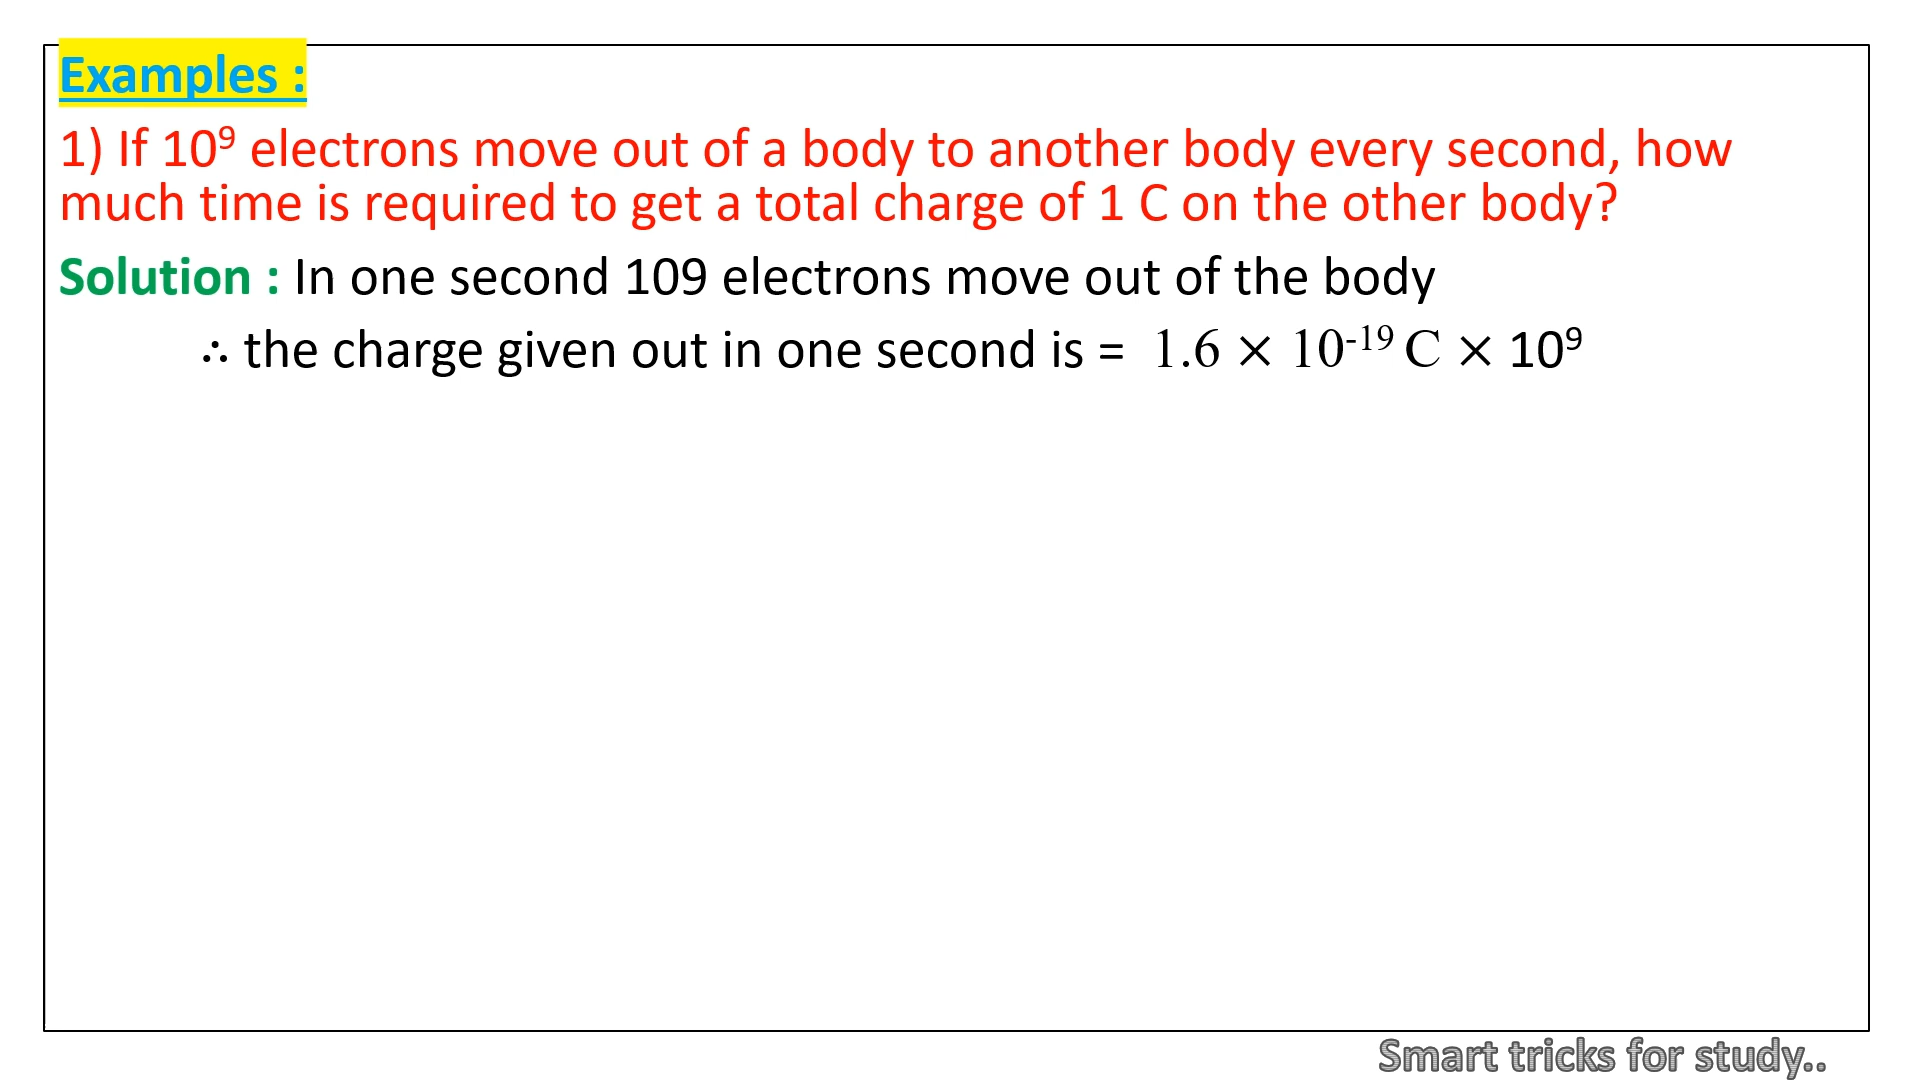 Examples :
1) If 10⁹ electrons move out of a body to another body every second, how
much time is required to get a total charge of 1 C on the other body?
Solution : In one second 109 electrons move out of the body
∴ the charge given out in one second is = 1.6 × 10⁻¹⁹ C × 10⁹
Smart tricks for study..